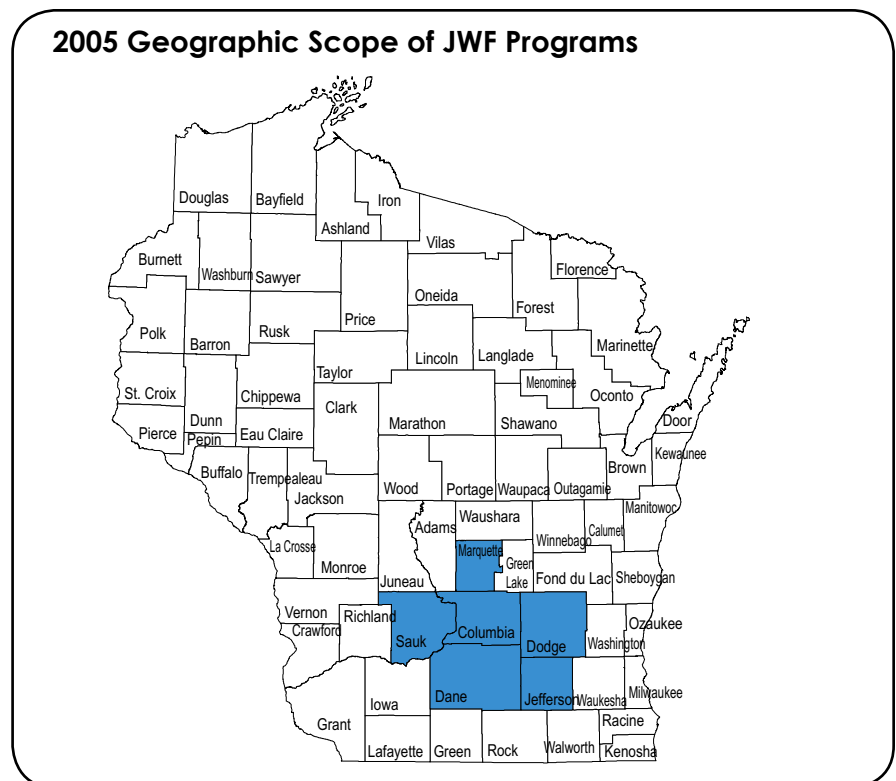 2005 Geographic Scope of JWF Programs
Douglas
Bayfield
Iron
Ashland
Vilas
Burnett
Washburn
Sawyer
Florence
Oneida
Forest
Price
Polk
Rusk
Barron
Marinette
Lincoln
Langlade
Taylor
Menominee
St. Croix
Chippewa
Oconto
Clark
Dunn
Marathon
Shawano
Door
Pierce
Pepin
Eau Claire
Kewaunee
Buffalo
Trempealeau
Brown
Jackson
Wood
Portage
Waupaca
Outagamie
Manitowoc
Adams
Waushara
Calumet
Winnebago
La Crosse
Marquette
Monroe
Green
Lake
Juneau
Fond du Lac
Sheboygan
Vernon
Richland
Crawford
Sauk
Columbia
Dodge
Ozaukee
Washington
Iowa
Dane
Jefferson
Waukesha
Milwaukee
Grant
Racine
Lafayette
Green
Rock
Walworth
Kenosha